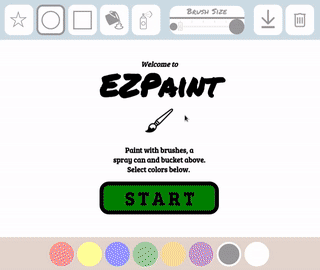 Brush Size
Welcome to
EZPaint
Paint with brushes, a
spray can and bucket above.
Select colors below.
START